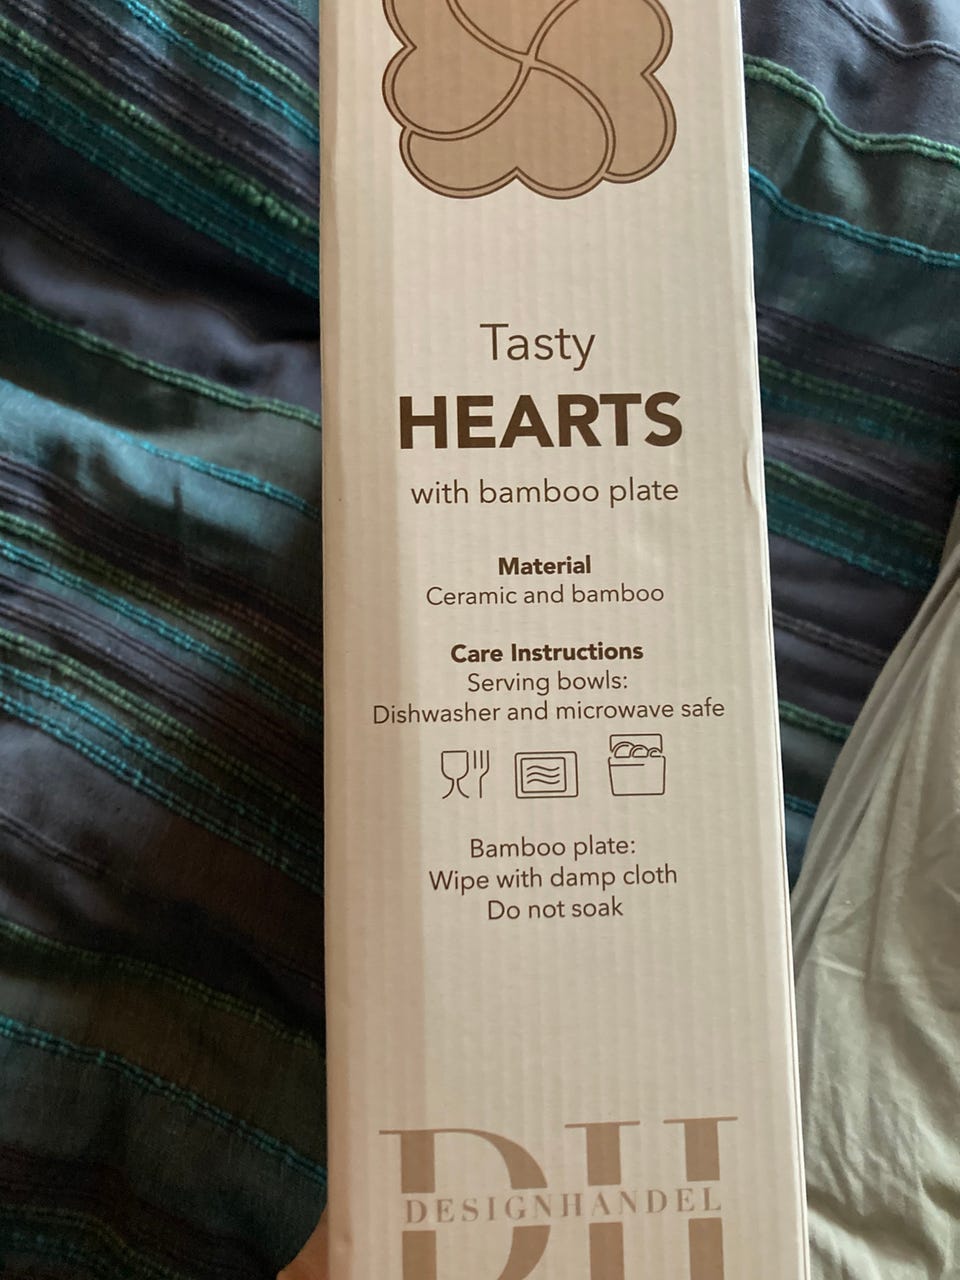 Tasty
HEARTS
with bamboo plate
Material
Ceramic and bamboo
Care Instructions
Serving bowls:
Dishwasher and microwave safe
Bamboo plate:
Wipe with damp cloth
Do not soak
DH
DESIGNHANDEL